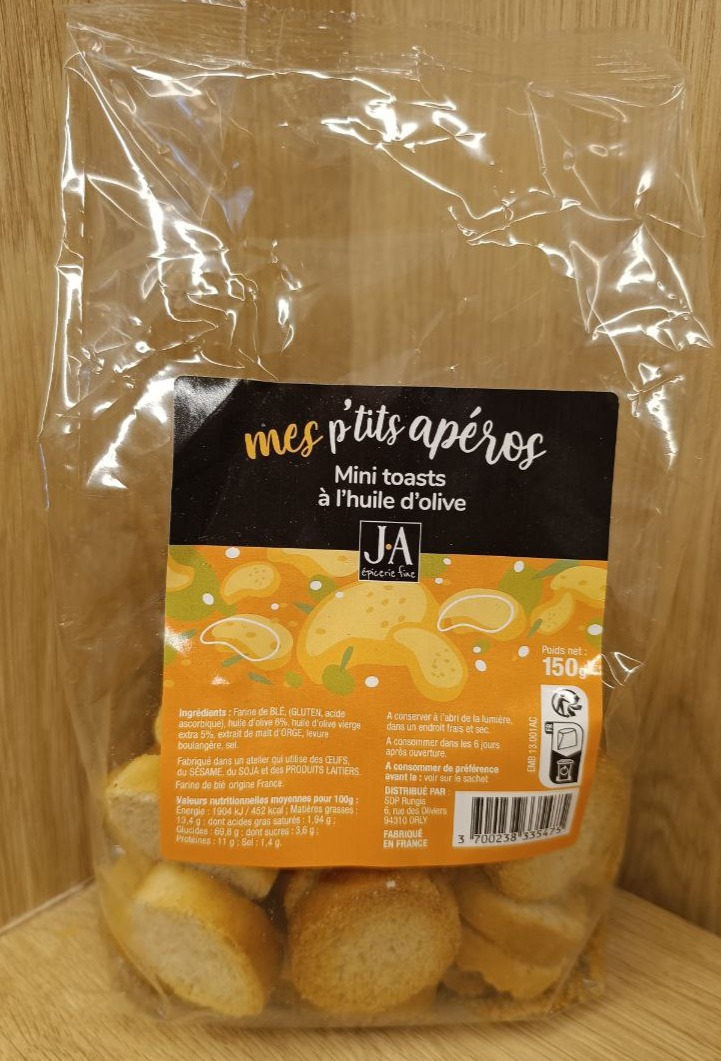 mes p'tits apéros
Mini toasts
à l'huile d'olive
J·A
épicerie fine
Poids net :
150g
Ingrédients : Farine de BLÉ, (GLUTEN, acide
ascorbique), huile d'olive 6%, huile d'olive vierge
extra 5%, extrait de malt d'ORGE, levure
boulangère, sel.
Fabriqué dans un atelier qui utilise des ŒUFS,
du SÉSAME, du SOJA et des PRODUITS LAITIERS.
Farine de blé origine France.
Valeurs nutritionnelles moyennes pour 100g :
Énergie : 1904 kJ / 452 kcal ; Matières grasses :
13,4 g ; dont acides gras saturés : 1,94 g ;
Glucides : 69,8 g ; dont sucres : 3,6 g ;
Protéines : 11 g ; Sel : 1,4 g.
A conserver à l'abri de la lumière,
dans un endroit frais et sec.
A consommer dans les 6 jours
après ouverture.
A consommer de préférence
avant le : voir sur le sachet
DISTRIBUÉ PAR :
SDP Rungis
6, rue des Oliviers
94310 ORLY
FABRIQUÉ
EN FRANCE
EMB 13.001AC
FR
3 700238 335475